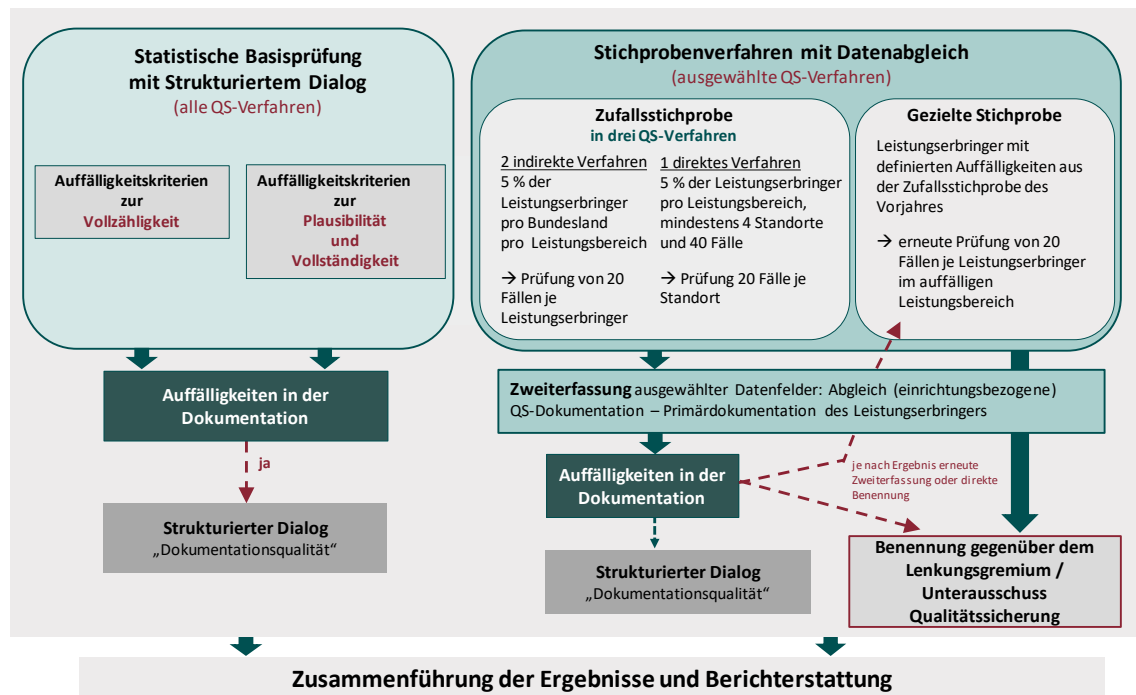 Statistische Basisprüfung
mit Strukturiertem Dialog
(alle QS-Verfahren)
Auffälligkeitskriterien
zur
Vollzähligkeit
Auffälligkeitskriterien
zur
Plausibilität
und
Vollständigkeit
Auffälligkeiten in der
Dokumentation
ja
Strukturierter Dialog
„Dokumentationsqualität“
Stichprobenverfahren mit Datenabgleich
(ausgewählte QS-Verfahren)
Zufallsstichprobe
in drei QS-Verfahren
2 indirekte Verfahren
5 % der
Leistungserbringer
pro Bundesland
pro Leistungsbereich
→ Prüfung von 20
Fällen je
Leistungserbringer
1 direktes Verfahren
5 % der Leistungserbringer
pro Leistungsbereich,
mindestens 4 Standorte
und 40 Fälle
→ Prüfung 20 Fälle je
Standort
Gezielte Stichprobe
Leistungserbringer mit
definierten Auffälligkeiten aus
der Zufallsstichprobe des
Vorjahres
→ erneute Prüfung von 20
Fällen je Leistungserbringer
im auffälligen
Leistungsbereich
Zweiterfassung ausgewählter Datenfelder: Abgleich (einrichtungsbezogene)
QS-Dokumentation – Primärdokumentation des Leistungserbringers
Auffälligkeiten in der
Dokumentation
je nach Ergebnis erneute
Zweiterfassung oder direkte
Benennung
Strukturierter Dialog
„Dokumentationsqualität“
Benennung gegenüber dem
Lenkungsgremium /
Unterausschuss
Qualitätssicherung
Zusammenführung der Ergebnisse und Berichterstattung